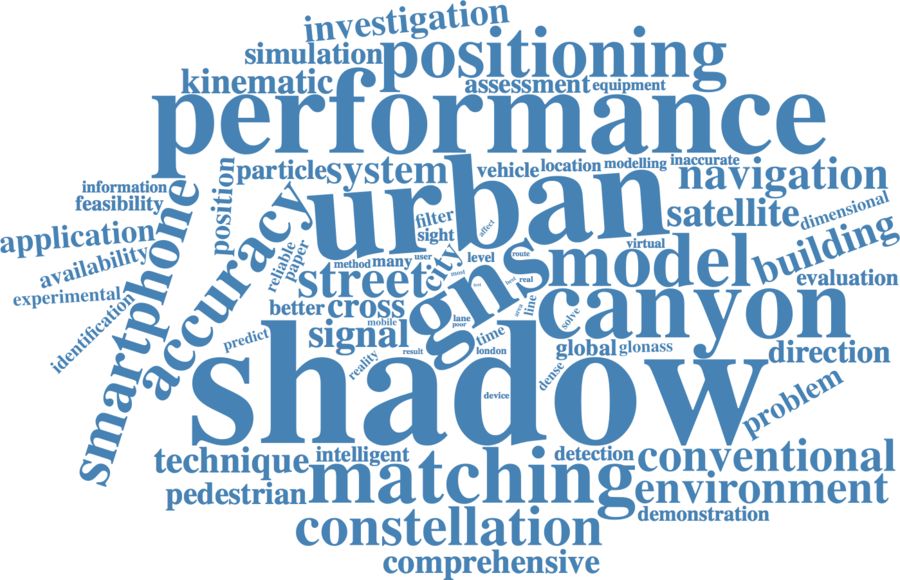 investigation
simulation
positioning
kinematic
assessment
equipment
performance
particle
system
vehicle
location
modelling
inaccurate
navigation
information
feasibility
position
urban
satellite
dimensional
application
availability
experimental
identification
smartphone
accuracy
reliable
paper
filter
sight
affect
virtual
building
evaluation
method
many
user
city
level
route
model
street
gnss
most
test
best
real
canyon
better
cross
mobile
signal
lane
poor
line
area
solve
time
global
glonass
direction
predict
reality
result
london
dense
shadow
device
problem
technique
intelligent
matching
detection
conventional
pedestrian
environment
demonstration
constellation
comprehensive